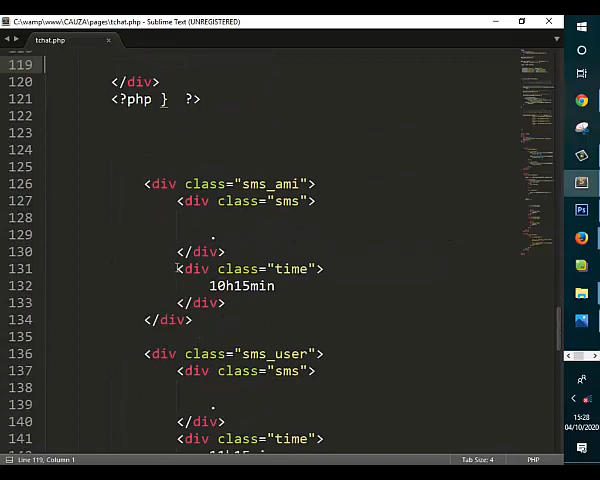 C:\wamp\www\CAUZA\pages\tchat.php - Sublime Text (UNREGISTERED)
tchat.php
119
120 </div>
121 <?php } ?>
122
123
124
125
126 <div class="sms_ami">
127 <div class="sms">
128
129 .
130 </div>
131 <div class="time">
132 10h15min
133 </div>
134 </div>
135
136 <div class="sms_user">
137 <div class="sms">
138
139 .
140 </div>
141 <div class="time">
Line 119, Column 1
Tab Size: 4
PHP
Ps
15:28
04/10/2020